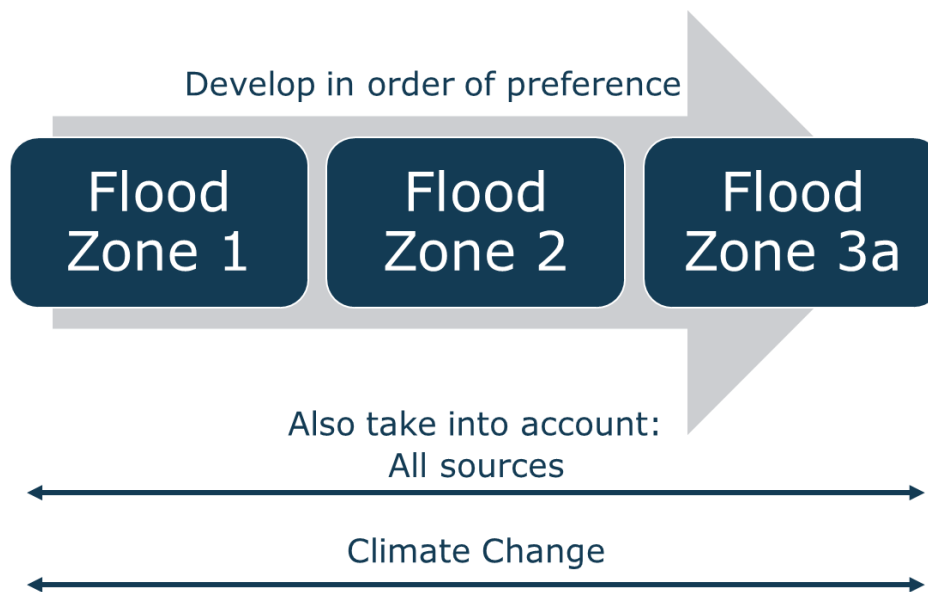 Develop in order of preference
Flood
Zone 1
Flood
Zone 2
Flood
Zone 3a
Also take into account:
All sources
Climate Change